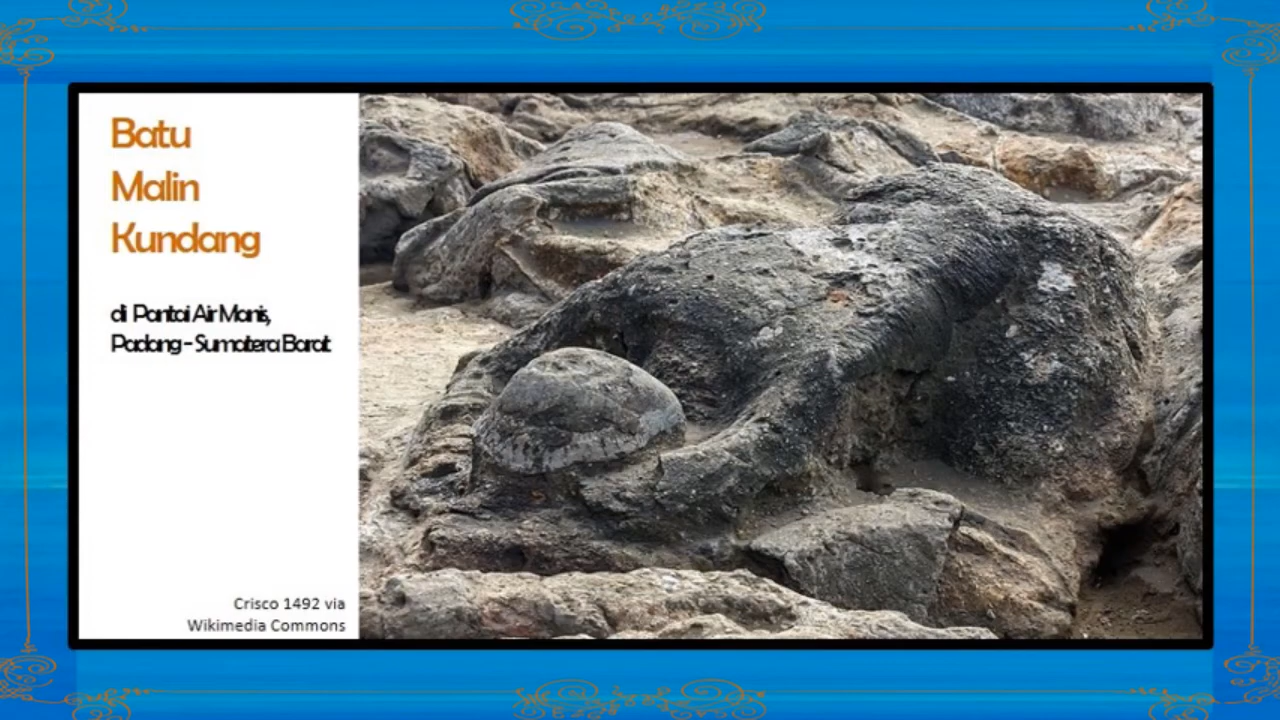 Batu
Malin
Kundang
di Pantai Air Manis,
Padang - Sumatera Barat
Crisco 1492 via
Wikimedia Commons